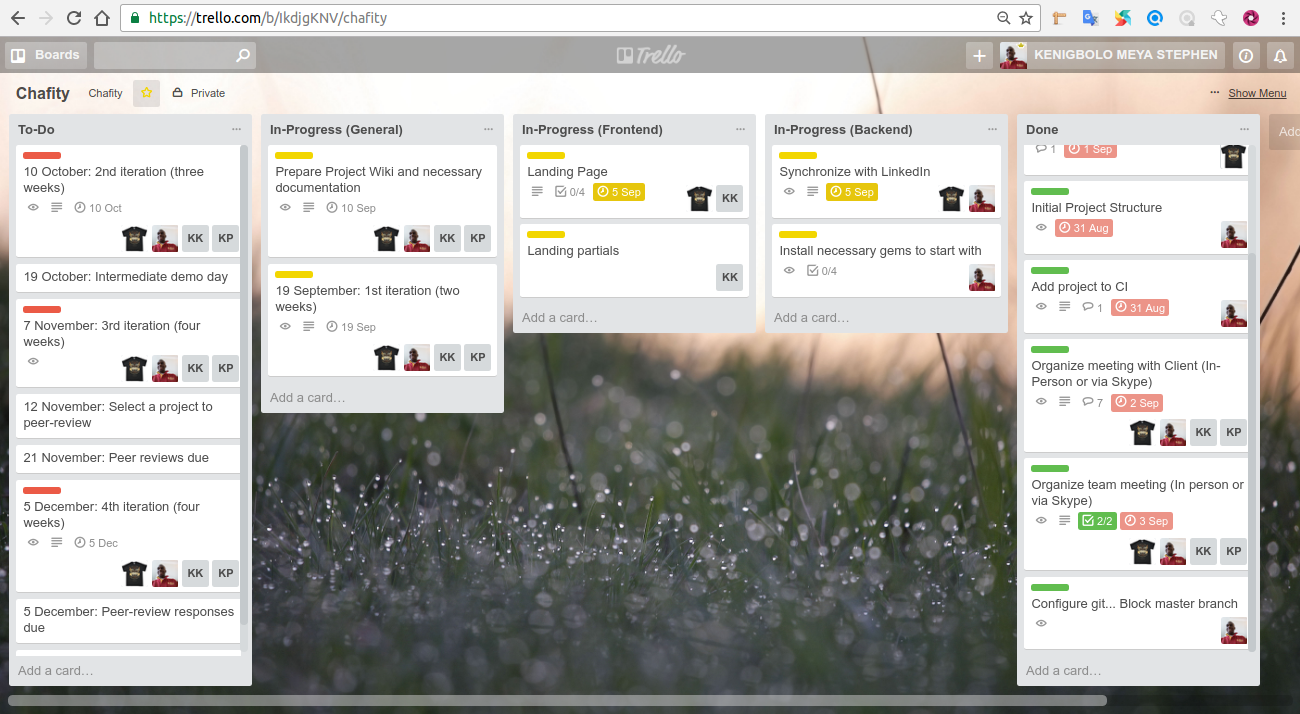 https://trello.com/b/IkdjgKNV/chafity
Boards
Trello
KENIGBOLO MEYA STEPHEN
Chafity
Chafity
Private
Show Menu
To-Do
10 October: 2nd iteration (three
weeks)
10 Oct
KK KP
19 October: Intermediate demo day
7 November: 3rd iteration (four
weeks)
KK KP
12 November: Select a project to
peer-review
21 November: Peer reviews due
5 December: 4th iteration (four
weeks)
5 Dec
KK KP
5 December: Peer-review responses
due
Add a card…
In-Progress (General)
Prepare Project Wiki and necessary
documentation
10 Sep
KK KP
19 September: 1st iteration (two
weeks)
19 Sep
KK KP
Add a card…
In-Progress (Frontend)
Landing Page
0/4 5 Sep
KK
Landing partials
KK
Add a card…
In-Progress (Backend)
Synchronize with LinkedIn
5 Sep
Install necessary gems to start with
0/4
Add a card…
Done
1 1 Sep
Initial Project Structure
31 Aug
Add project to CI
1 31 Aug
Organize meeting with Client (In-
Person or via Skype)
7 2 Sep
KK KP
Organize team meeting (In person or
via Skype)
2/2 3 Sep
KK KP
Configure git... Block master branch
Add a card…
Add